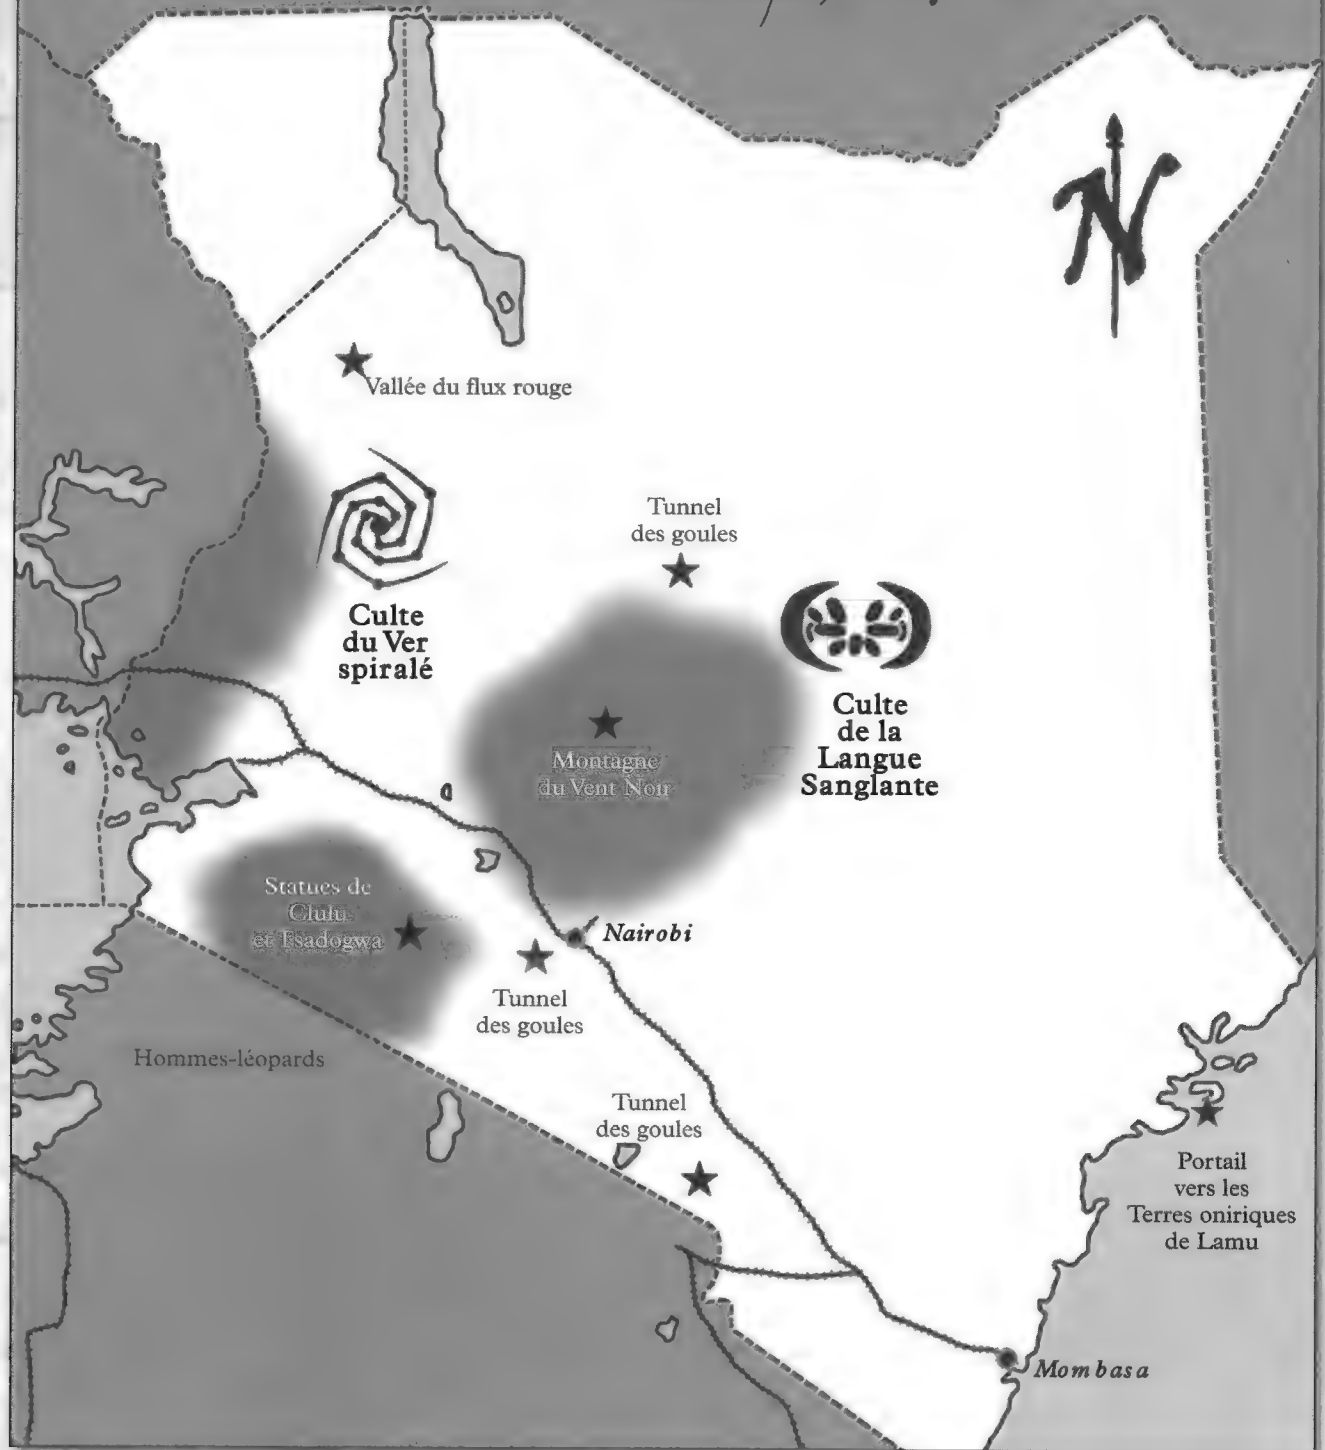 N
Vallée du flux rouge
Tunnel
des goules
Culte
du Ver
spiralé
Culte
de la
Langue
Sanglante
Montagne
du Vent Noir
Statues de
Clulu
et Tsadogwa
Nairobi
Tunnel
des goules
Hommes-léopards
Tunnel
des goules
Portail
vers les
Terres oniriques
de Lamu
Mombasa